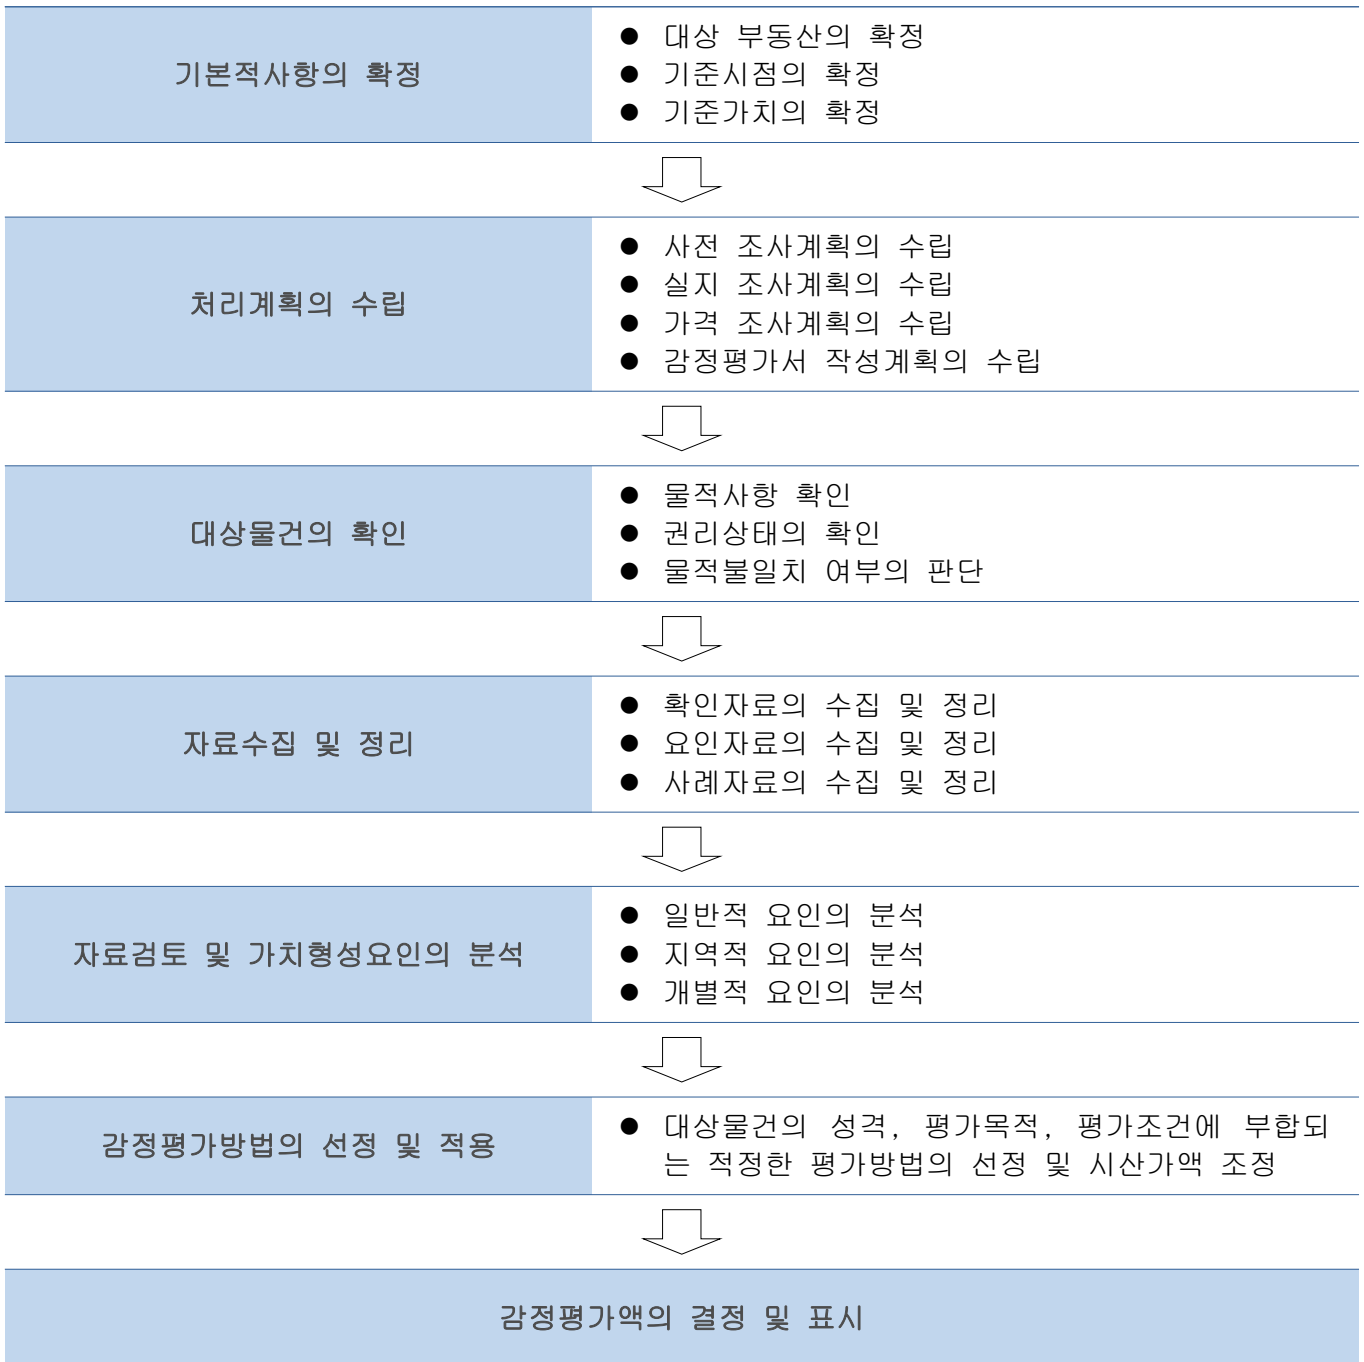 기본적사항의 확정
● 대상 부동산의 확정
● 기준시점의 확정
● 기준가치의 확정
처리계획의 수립
● 사전 조사계획의 수립
● 실지 조사계획의 수립
● 가격 조사계획의 수립
● 감정평가서 작성계획의 수립
대상물건의 확인
● 물적사항 확인
● 권리상태의 확인
● 물적불일치 여부의 판단
자료수집 및 정리
● 확인자료의 수집 및 정리
● 요인자료의 수집 및 정리
● 사례자료의 수집 및 정리
자료검토 및 가치형성요인의 분석
● 일반적 요인의 분석
● 지역적 요인의 분석
● 개별적 요인의 분석
감정평가방법의 선정 및 적용
● 대상물건의 성격, 평가목적, 평가조건에 부합되
는 적정한 평가방법의 선정 및 시산가액 조정
감정평가액의 결정 및 표시